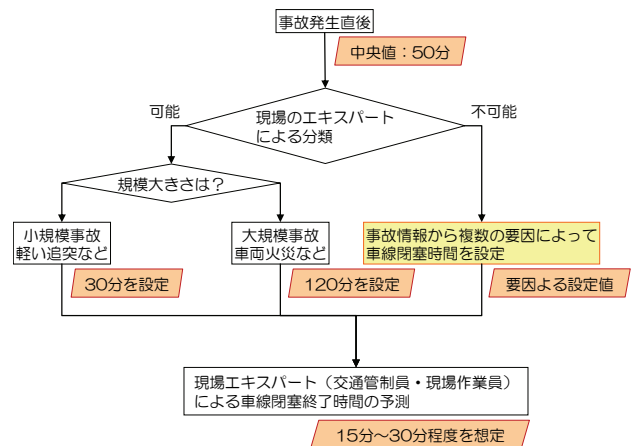 事故発生直後
中央値：50分
可能
現場のエキスパート
による分類
不可能
規模大きさは？
小規模事故
軽い追突など
大規模事故
車両火災など
事故情報から複数の要因によって
車線閉塞時間を設定
30分を設定
120分を設定
要因よる設定値
現場エキスパート（交通管制員・現場作業員）
による車線閉塞終了時間の予測
15分～30分程度を想定